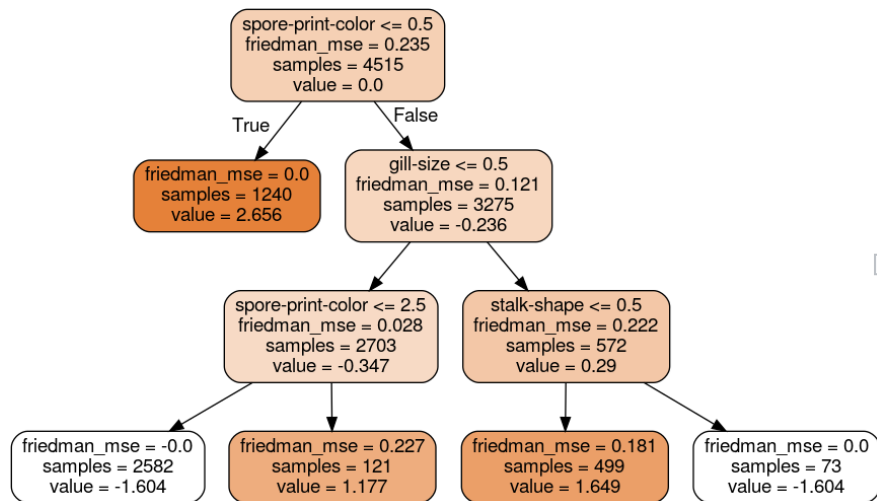 spore-print-color <= 0.5
friedman_mse = 0.235
samples = 4515
value = 0.0
True
False
friedman_mse = 0.0
samples = 1240
value = 2.656
gill-size <= 0.5
friedman_mse = 0.121
samples = 3275
value = -0.236
spore-print-color <= 2.5
friedman_mse = 0.028
samples = 2703
value = -0.347
stalk-shape <= 0.5
friedman_mse = 0.222
samples = 572
value = 0.29
friedman_mse = -0.0
samples = 2582
value = -1.604
friedman_mse = 0.227
samples = 121
value = 1.177
friedman_mse = 0.181
samples = 499
value = 1.649
friedman_mse = 0.0
samples = 73
value = -1.604